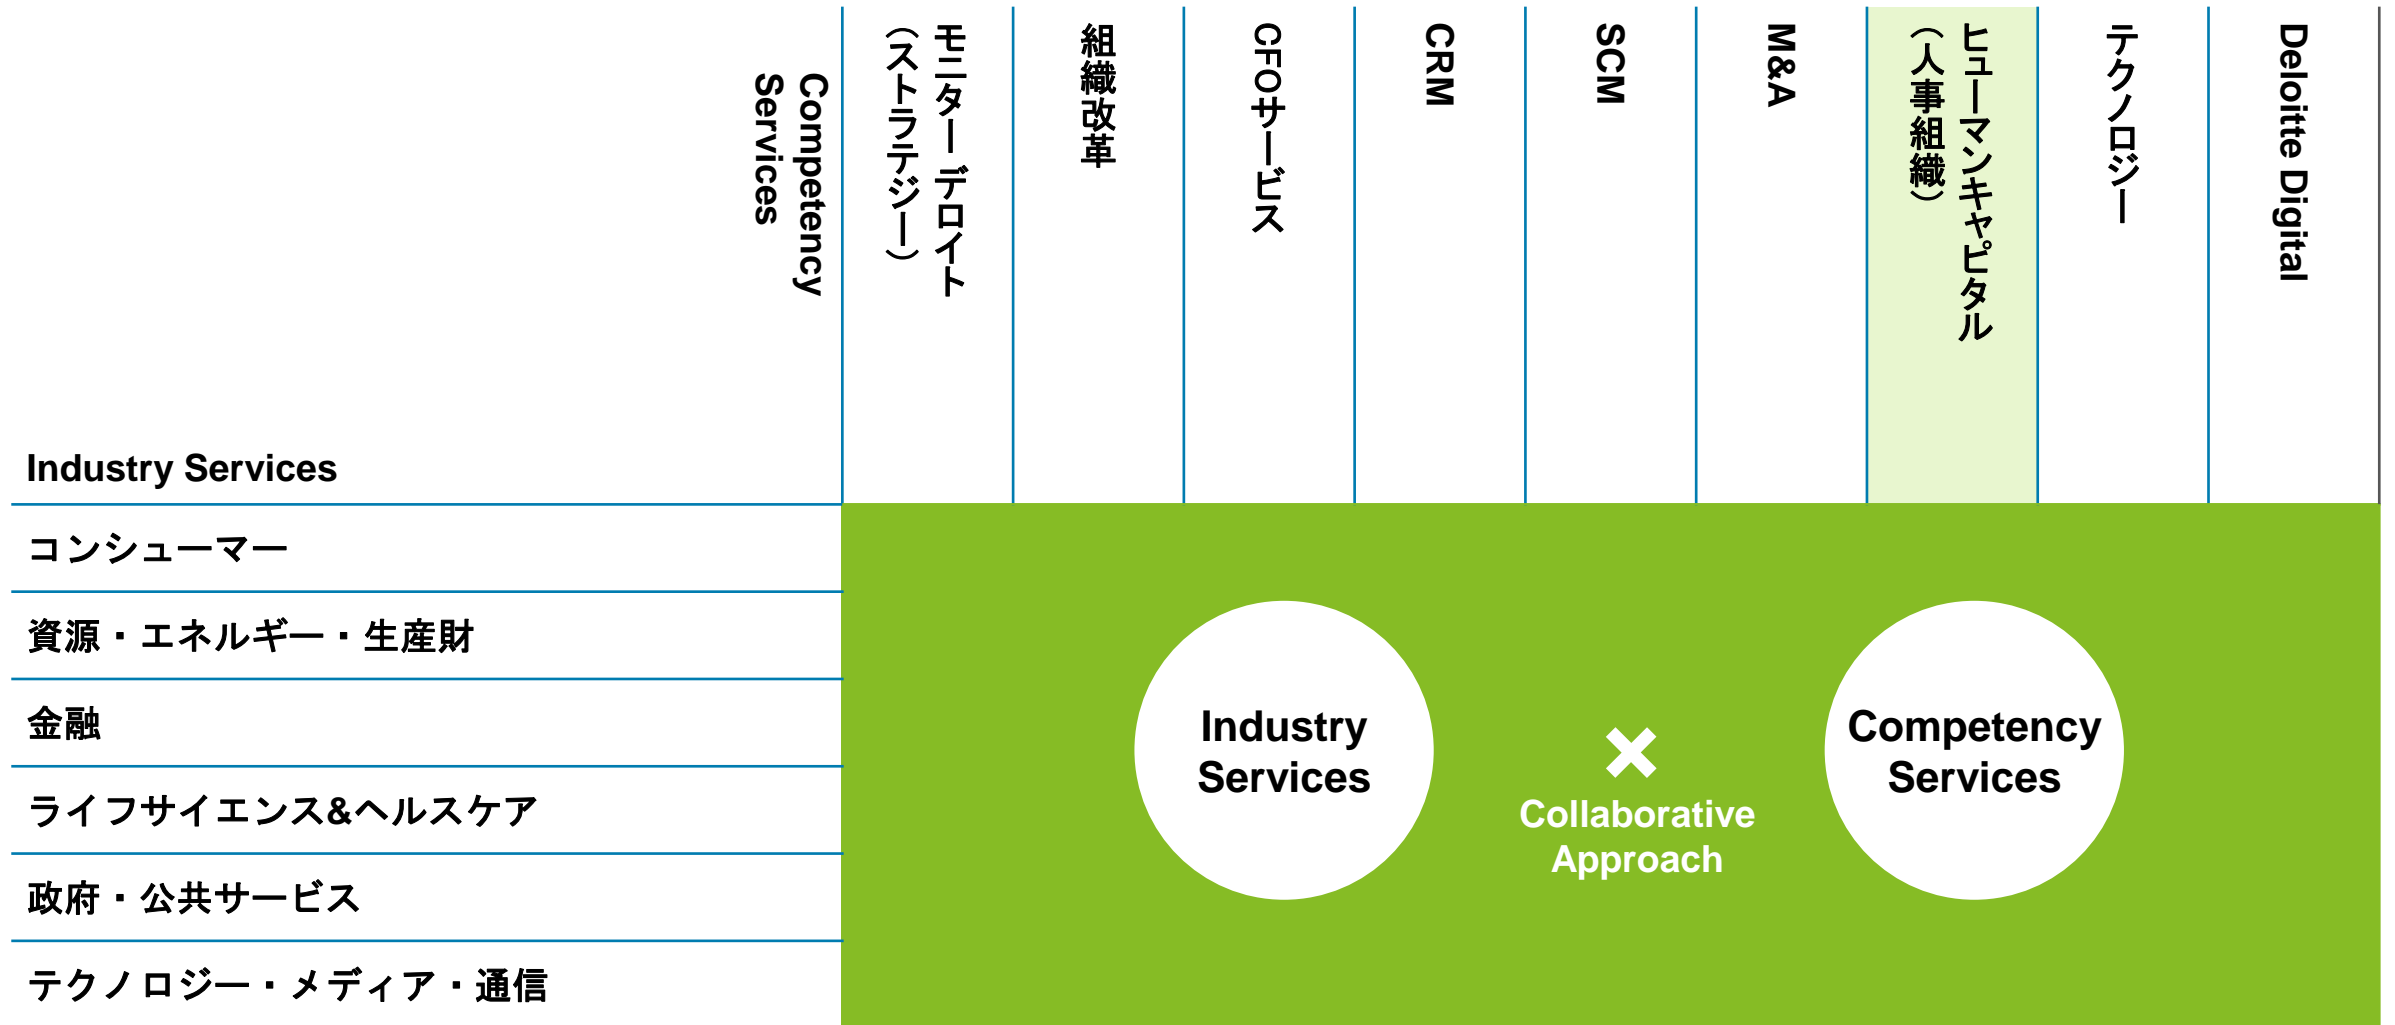 Competency
Services
モニター デロイト
（ストラテジー）
組織改革
CFOサービス
CRM
SCM
M&A
ヒューマンキャピタル
（人事組織）
テクノロジー
Deloitte Digital
Industry Services
コンシューマー
資源・エネルギー・生産財
金融
ライフサイエンス&ヘルスケア
政府・公共サービス
テクノロジー・メディア・通信
Industry
Services
×
Collaborative
Approach
Competency
Services